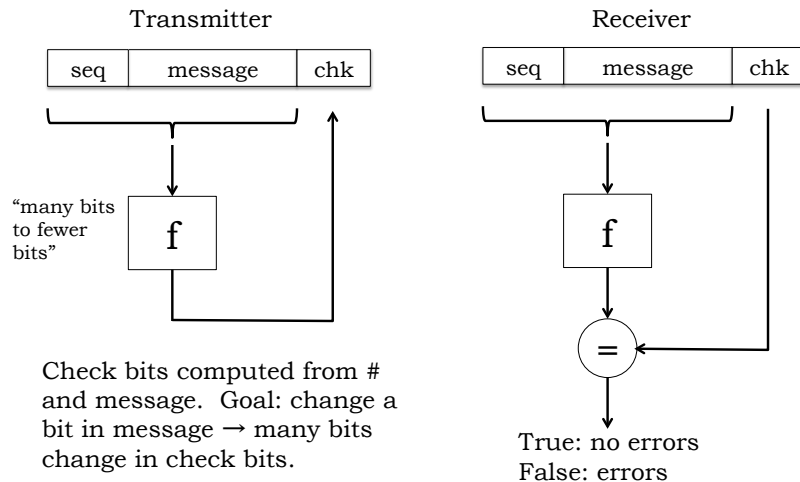 Transmitter
seq message chk
“many bits
to fewer
bits”
f
Check bits computed from #
and message.  Goal: change a
bit in message → many bits
change in check bits.
Receiver
seq message chk
f
=
True: no errors
False: errors